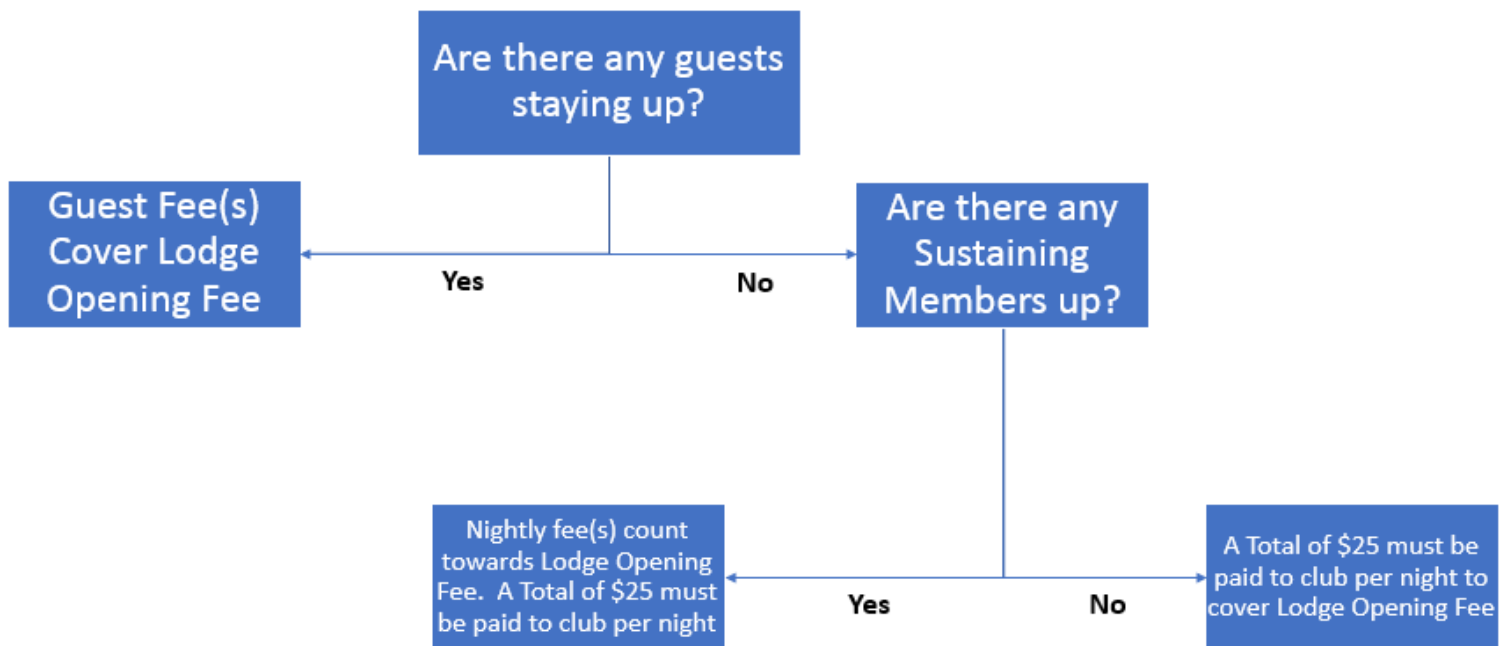 Are there any guests
staying up?
Guest Fee(s)
Cover Lodge
Opening Fee
Yes
No
Are there any
Sustaining
Members up?
Nightly fee(s) count
towards Lodge Opening
Fee.  A Total of $25 must
be paid to club per night
Yes
No
A Total of $25 must be
paid to club per night to
cover Lodge Opening Fee